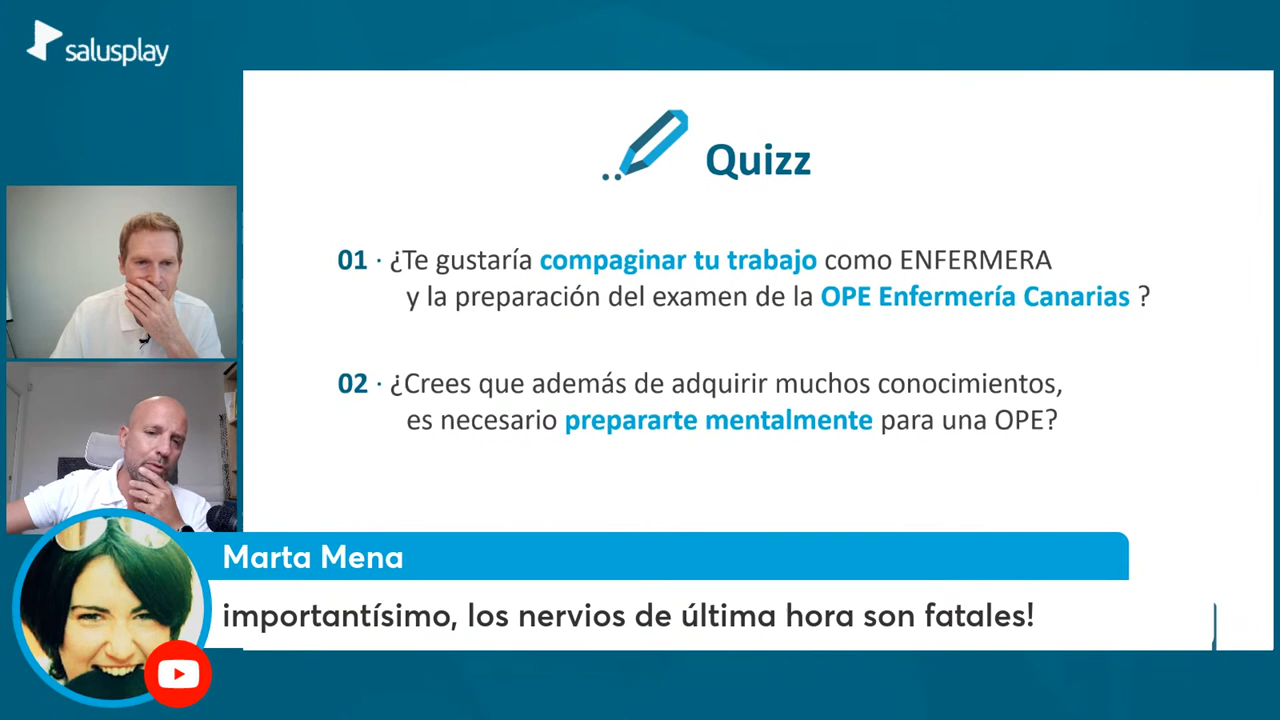 salusplay
Quizz
01 · ¿Te gustaría compaginar tu trabajo como ENFERMERA
y la preparación del examen de la OPE Enfermería Canarias ?
02 · ¿Crees que además de adquirir muchos conocimientos,
es necesario prepararte mentalmente para una OPE?
Marta Mena
importantísimo, los nervios de última hora son fatales!